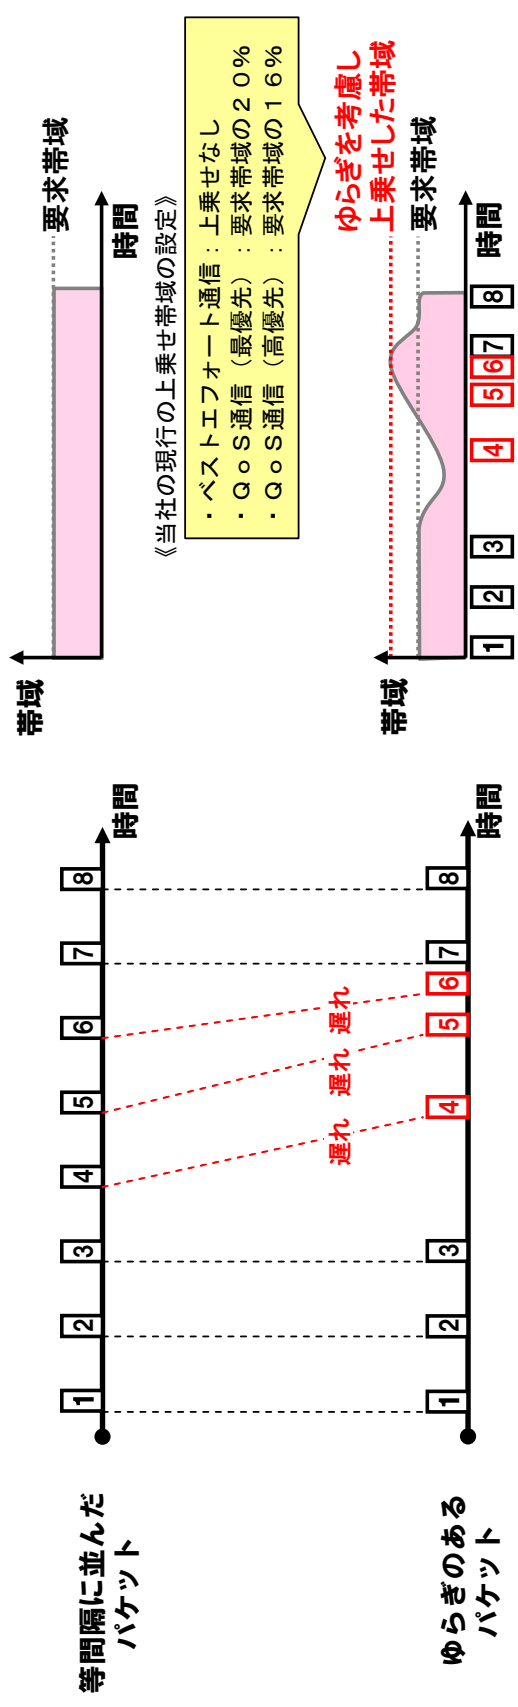 等間隔に並んだ
パケット
1
2
3
4
5
6
7
8
時間
遅れ
遅れ
遅れ
ゆらぎのある
パケット
1
2
3
4
5
6
7
8
時間
帯域
要求帯域
時間
《当社の現行の上乗せ帯域の設定》
・ベストエフォート通信：上乗せなし
・QoS通信（最優先）：要求帯域の20%
・QoS通信（高優先）：要求帯域の16%
ゆらぎを考慮し
上乗せした帯域
帯域
要求帯域
時間
1
2
3
4
5
6
7
8